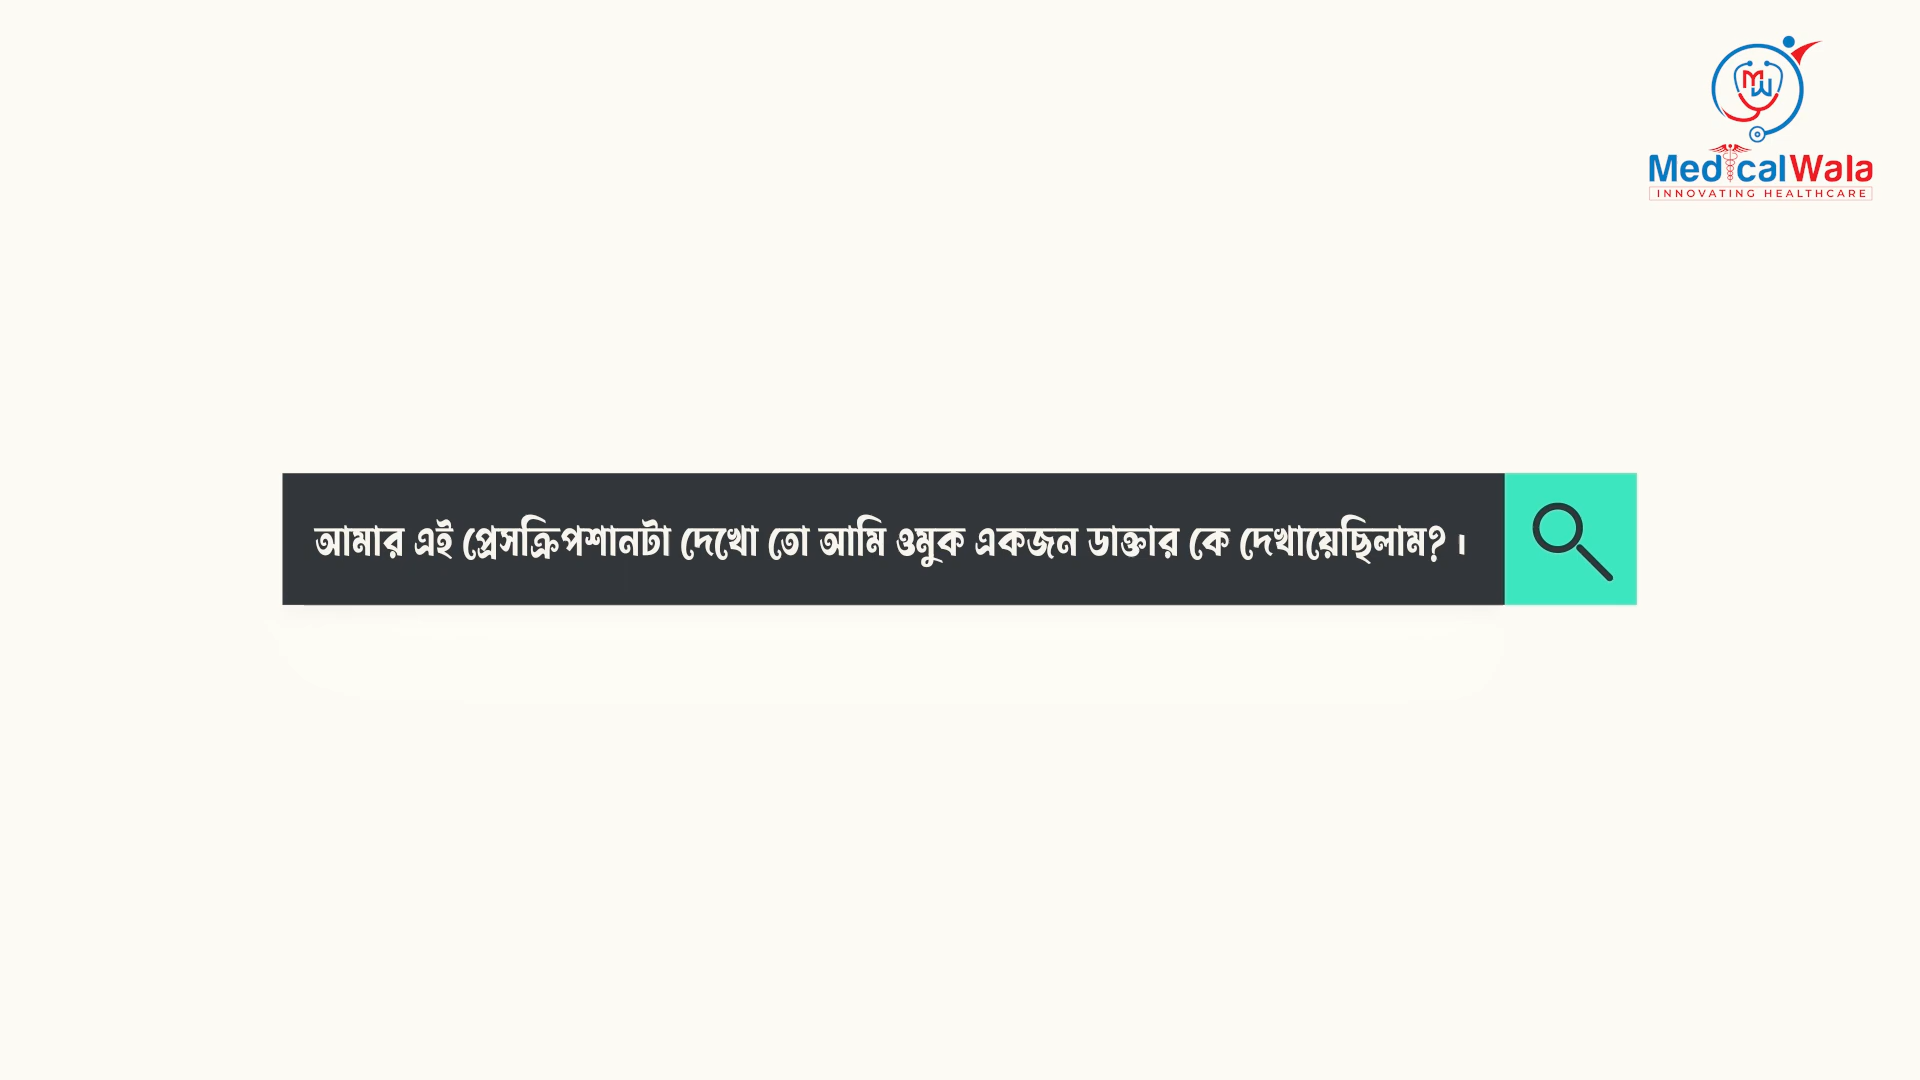 MedicalWala
INNOVATING HEALTHCARE
আমার এই প্রেসক্রিপশানটা দেখো তো আমি ওমুক একজন ডাক্তার কে দেখায়েছিলাম? ।